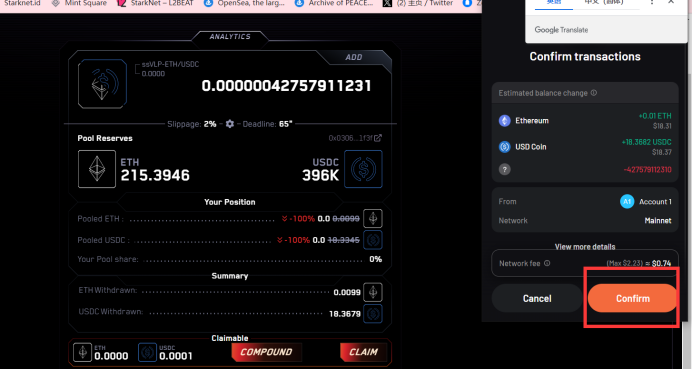 Starknet.id Mint Square StarkNet – L2BEAT OpenSea, the larg... Archive of PEACE... (2) 主页 / Twitter
英语 中文（简体）
Google Translate
ANALYTICS
ssVLP-ETH/USDC
0.0000
ADD
0.00000042757911231
Slippage: 2% - Deadline: 65"
Pool Reserves 0x0306...1f3f
ETH
215.3946
USDC
396K
Your Position
Pooled ETH : -100% 0.0 0.0099
Pooled USDC : -100% 0.0 18.3345
Your Pool share: 0%
Summary
ETH Withdrawn: 0.0099
USDC Withdrawn: 18.3679
Claimable
ETH
0.0000
USDC
0.0001
COMPOUND
CLAIM
Confirm transactions
Estimated balance change
Ethereum +0.01 ETH
$18.31
USD Coin +18.3682 USDC
$18.37
? -427579112310
From A1 Account 1
Network Mainnet
View more details
Network fee (Max $2.23) ≈ $0.74
Cancel
Confirm